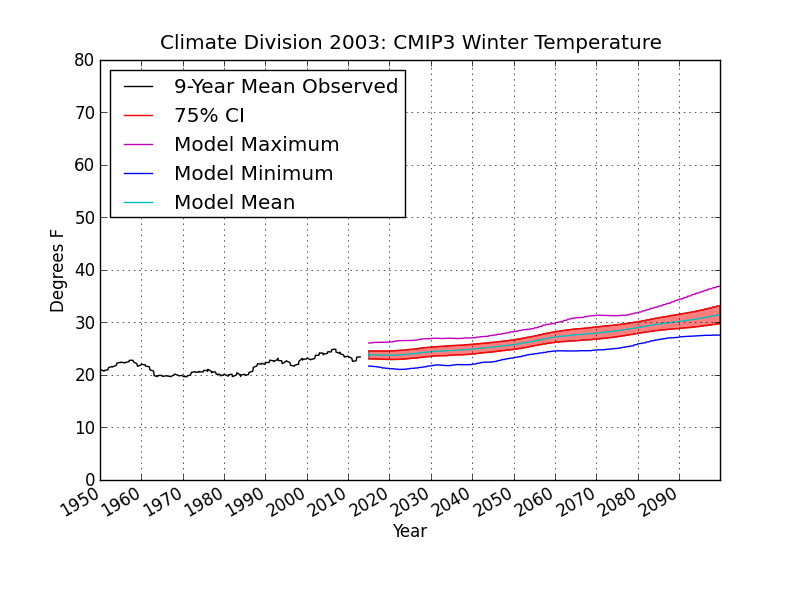 Climate Division 2003: CMIP3 Winter Temperature
80
70
60
50
40
30
20
10
0
Degrees F
9-Year Mean Observed
75% CI
Model Maximum
Model Minimum
Model Mean
1950 1960 1970 1980 1990 2000 2010 2020 2030 2040 2050 2060 2070 2080 2090
Year